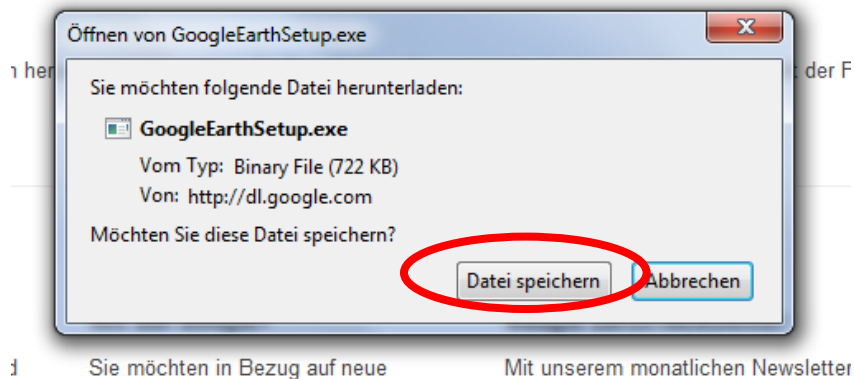 Öffnen von GoogleEarthSetup.exe
n her
der F
Sie möchten folgende Datei herunterladen:
GoogleEarthSetup.exe
Vom Typ: Binary File (722 KB)
Von: http://dl.google.com
Möchten Sie diese Datei speichern?
Datei speichern Abbrechen
d Sie möchten in Bezug auf neue Mit unserem monatlichen Newsletter